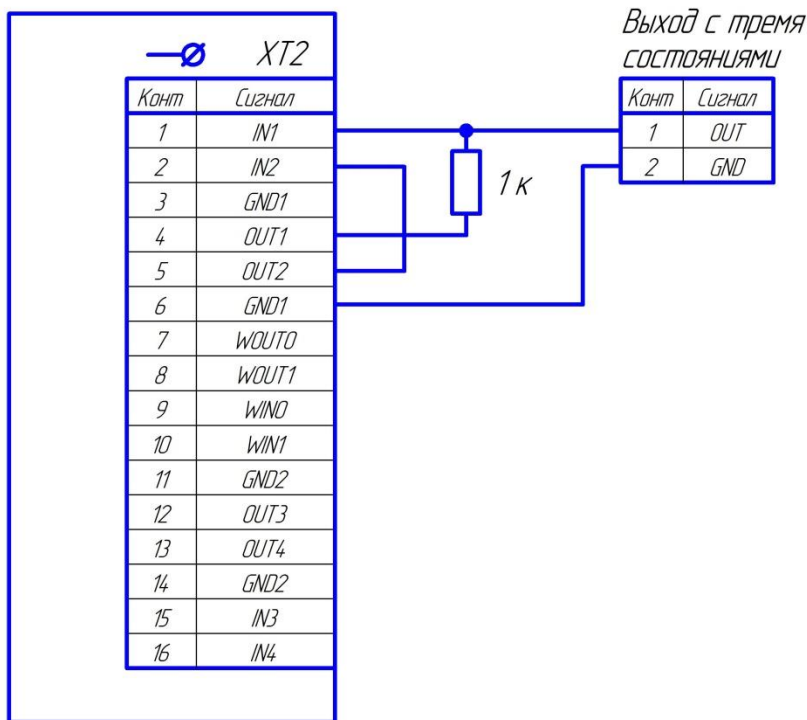 Выход с тремя
состояниями
XT2
Конт Сигнал
1 IN1
2 IN2
3 GND1
4 OUT1
5 OUT2
6 GND1
7 WOUT0
8 WOUT1
9 WIN0
10 WIN1
11 GND2
12 OUT3
13 OUT4
14 GND2
15 IN3
16 IN4
1 к
Конт Сигнал
1 OUT
2 GND